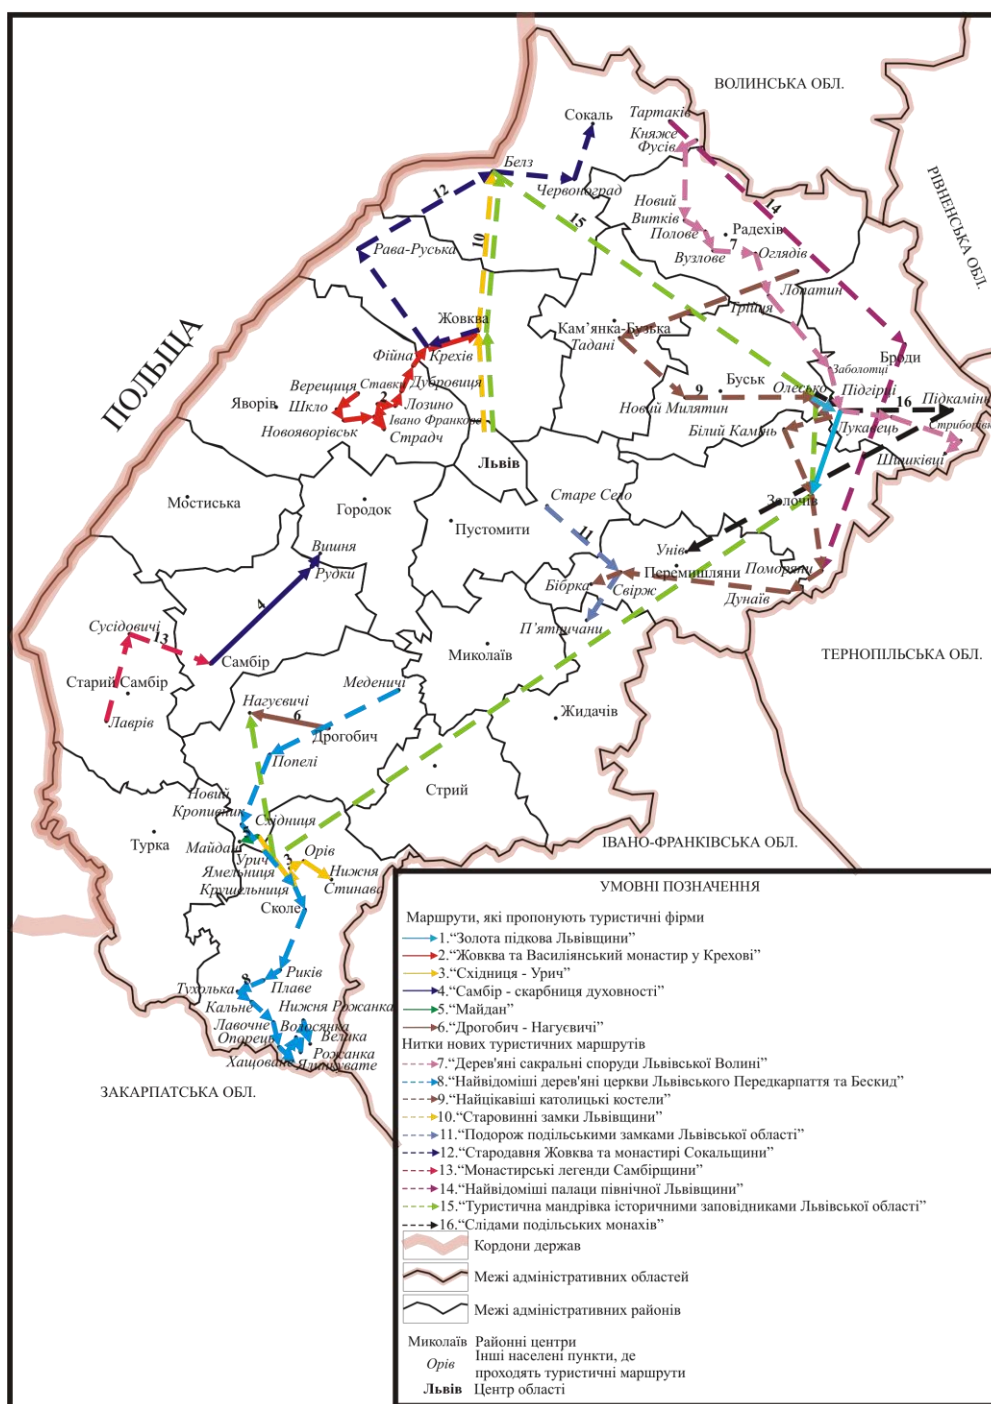 ВОЛИНСЬКА ОБЛ.
Сокаль
Тартаків
Княже
Фусів
Белз
РІВНЕНСЬКА ОБЛ.
12
Червоноград
14
Новий
Витків
15
Радехів
Полове
7
Оглядів
Вузлове
10
Рава-Руська
Лопатин
ПОЛЬЩА
Трійця
Жовква
Кам’янка-Бузька
Тадані
Фійна
Крехів
Броди
Заболотці
Верещиця
Ставки
Дубровиця
Буськ
Олесько
Підгірці
Яворів
Шкло
2
Лозино
9
16
Підкамінь
Новий Милятин
Івано Франкове
Лукавець
Стриборівка
Новояворівськ
Страдч
Білий Камінь
Шишківці
Львів
Мостиська
Городок
Старе Село
Золочів
Пустомити
11
Вишня
Унів
Рудки
Перемишляни
Поморяни
Бібрка
Свірж
Дунаїв
4
Сусідовичі
13
П’ятничани
Самбір
Миколаїв
ТЕРНОПІЛЬСЬКА ОБЛ.
Старий Самбір
Меденичі
Нагуєвичі
Лаврів
6
Жидачів
Дрогобич
Попелі
Стрий
Новий
Кропивник
Східниця
Турка
5
ІВАНО-ФРАНКІВСЬКА ОБЛ.
Майдан
Урич
3
Орів
Ямельниця
Нижня
Крушельниця
Стинава
Сколе
Риків
8
Плаве
Тухолька
Кальне
Нижня Рожанка
Лавочне
Волосянка
Опорець
Велика
Рожанка
Хащоване
Ялинкувате
ЗАКАРПАТСЬКА ОБЛ.
УМОВНІ ПОЗНАЧЕННЯ
Маршрути, які пропонують туристичні фірми
1.“Золота підкова Львівщини”
2.“Жовква та Василіянський монастир у Крехові”
3.“Східниця - Урич”
4.“Самбір - скарбниця духовності”
5.“Майдан”
6.“Дрогобич - Нагуєвичі”
Нитки нових туристичних маршрутів
7.“Дерев'яні сакральні споруди Львівської Волині”
8.“Найвідоміші дерев'яні церкви Львівського Передкарпаття та Бескид”
9.“Найцікавіші католицькі костели”
10.“Старовинні замки Львівщини”
11.“Подорож подільськими замками Львівської області”
12.“Стародавня Жовква та монастирі Сокальщини”
13.“Монастирські легенди Самбірщини”
14.“Найвідоміші палаци північної Львівщини”
15.“Туристична мандрівка історичними заповідниками Львівської області”
16.“Слідами подільських монахів”
Кордони держав
Межі адміністративних областей
Межі адміністративних районів
Миколаїв Районні центри
Орів Інші населені пункти, де
проходять туристичні маршрути
Львів Центр області